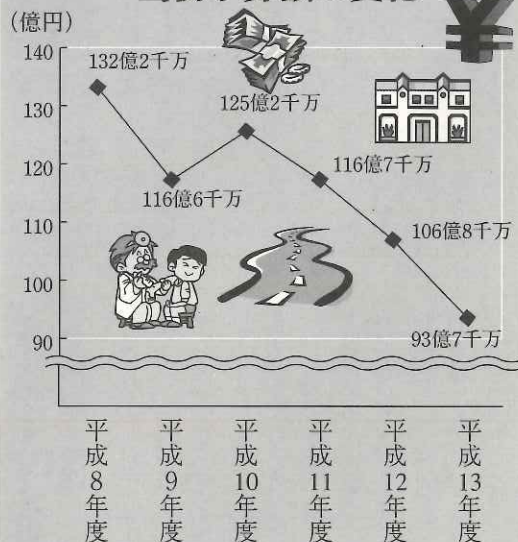 (億円)
140
130
120
110
100
90
132億2千万
116億6千万
125億2千万
116億7千万
106億8千万
93億7千万
¥
平成8年度
平成9年度
平成10年度
平成11年度
平成12年度
平成13年度